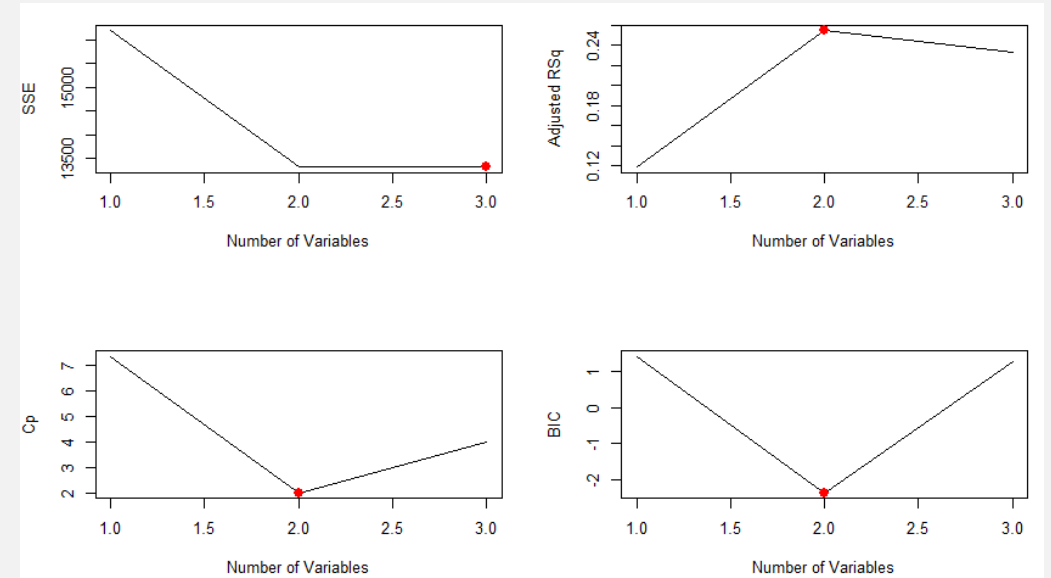 SSE
15000
13500
1.0 1.5 2.0 2.5 3.0
Number of Variables
Adjusted RSq
0.24
0.18
0.12
1.0 1.5 2.0 2.5 3.0
Number of Variables
Cp
7
6
5
4
3
2
1.0 1.5 2.0 2.5 3.0
Number of Variables
BIC
1
0
-1
-2
1.0 1.5 2.0 2.5 3.0
Number of Variables